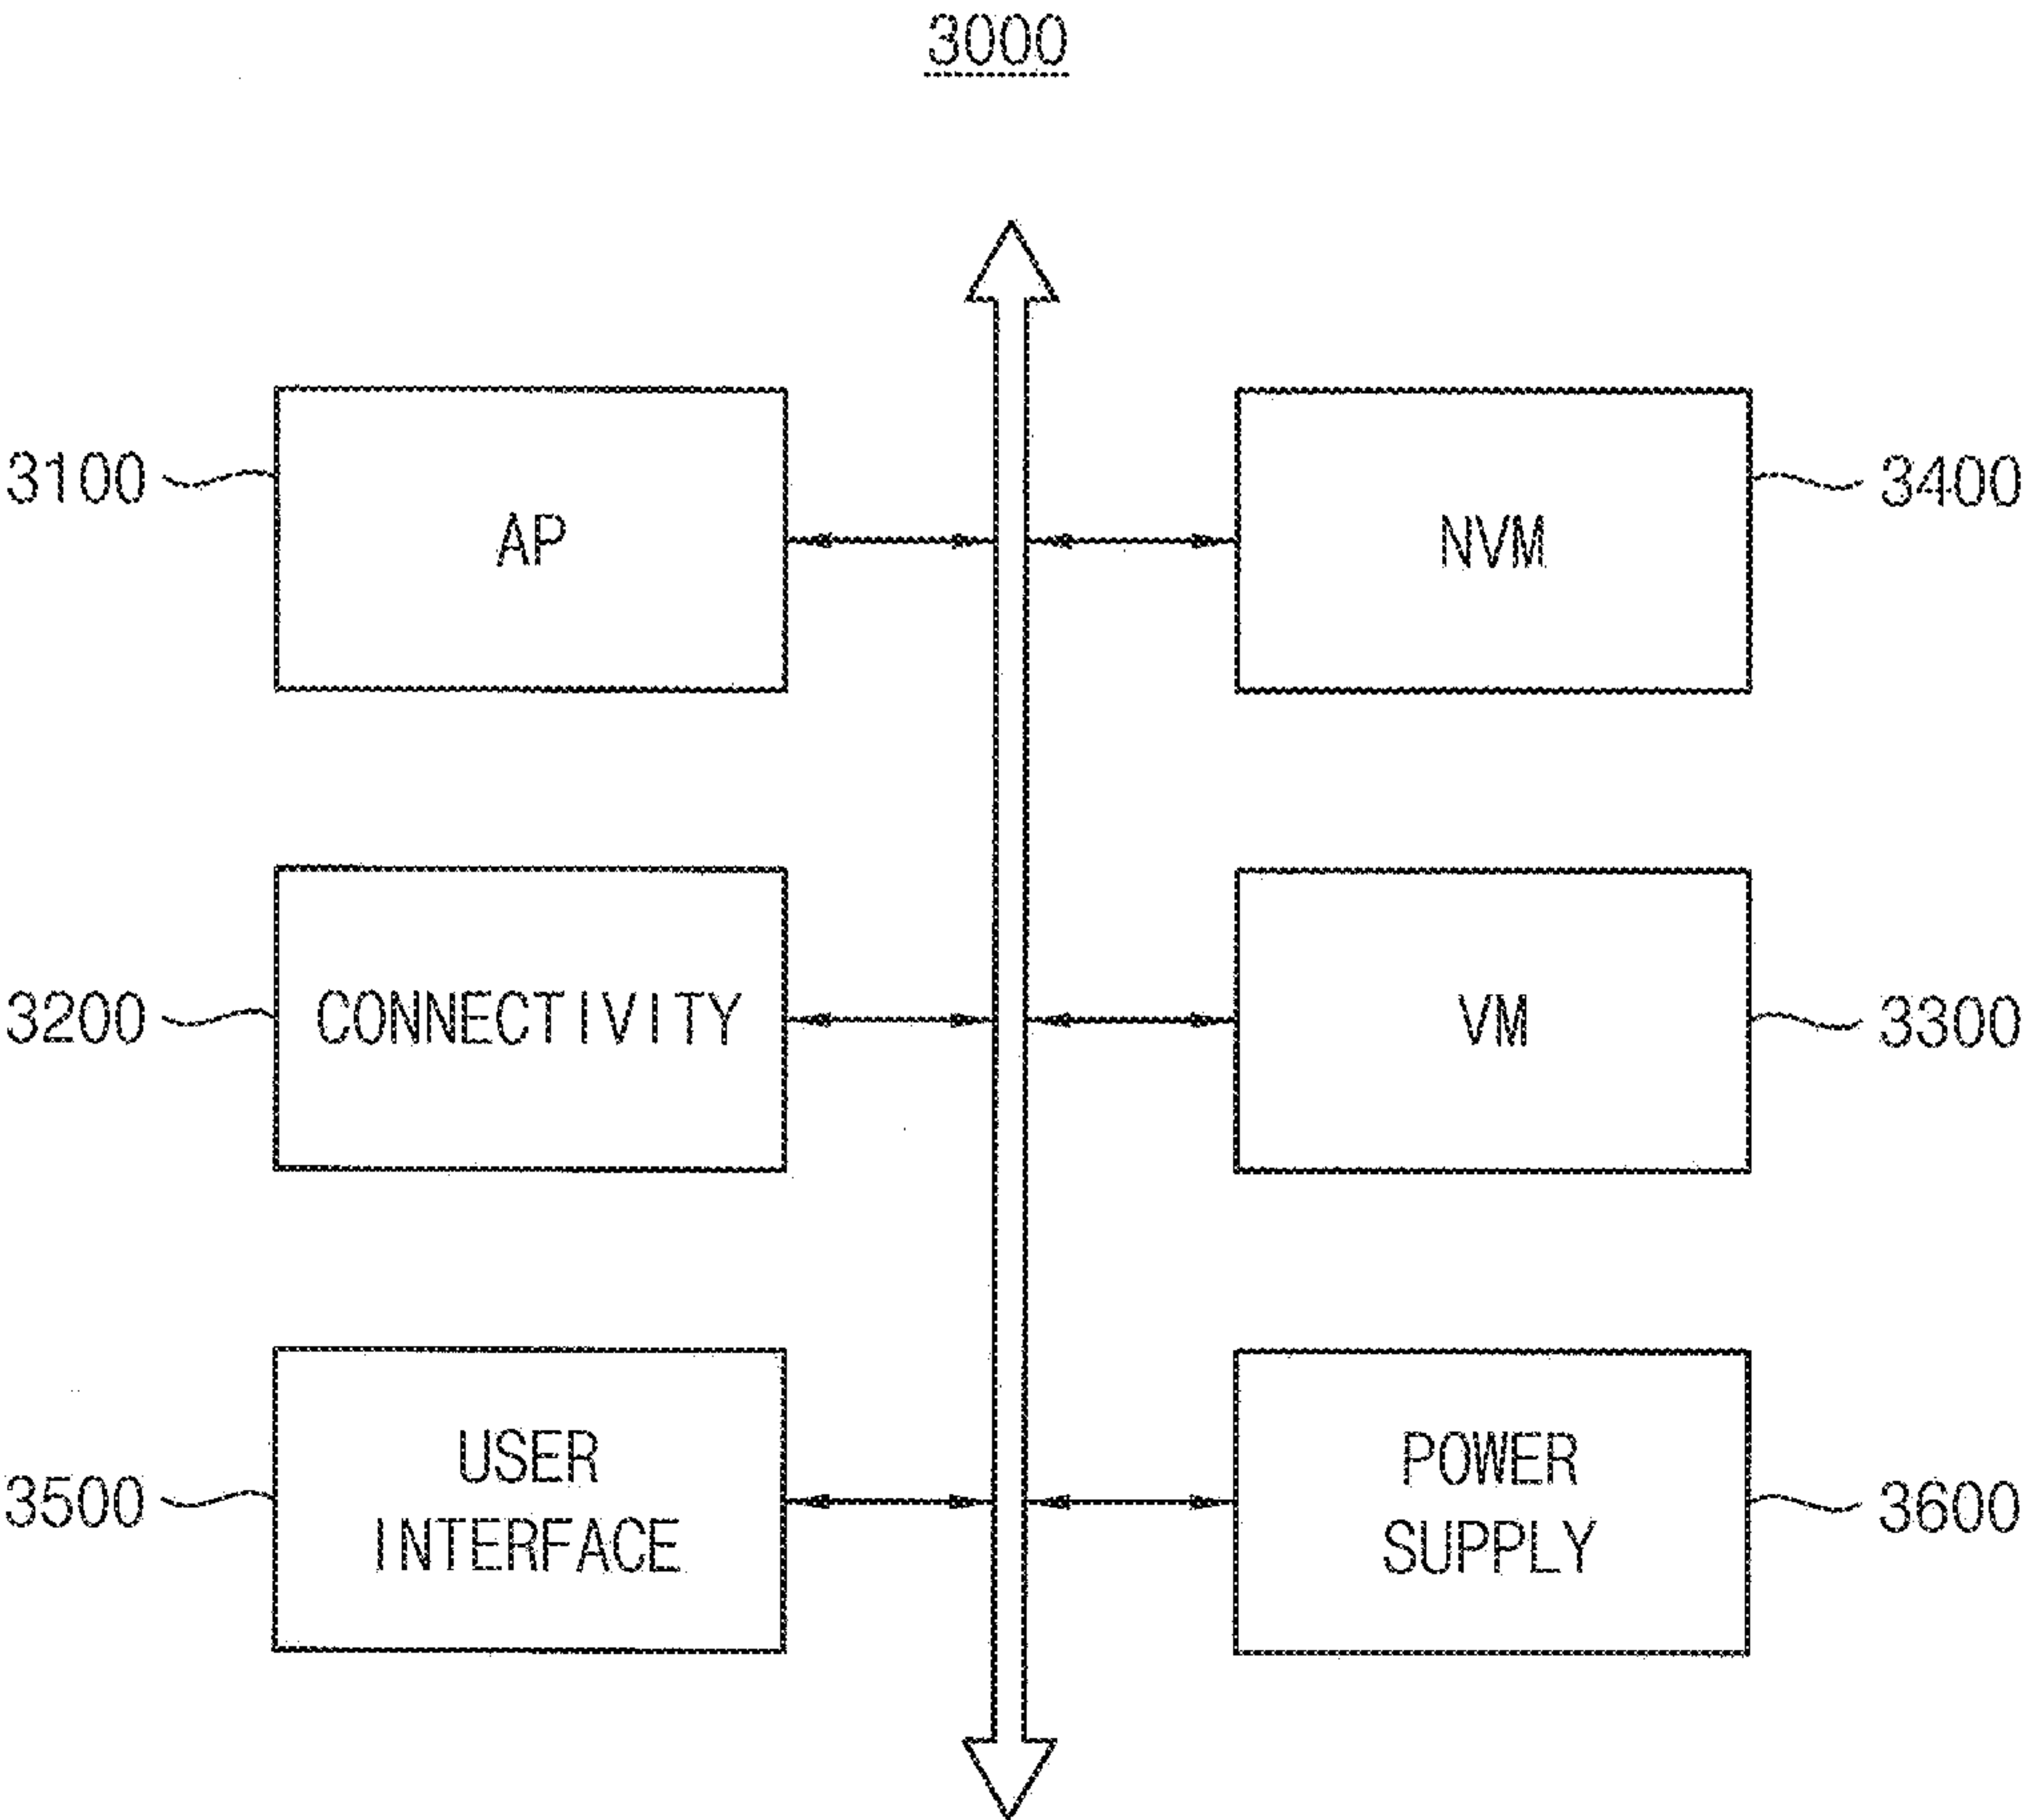 3000
3100
AP
NVM
3400
3200
CONNECTIVITY
VM
3300
3500
USER
INTERFACE
POWER
SUPPLY
3600